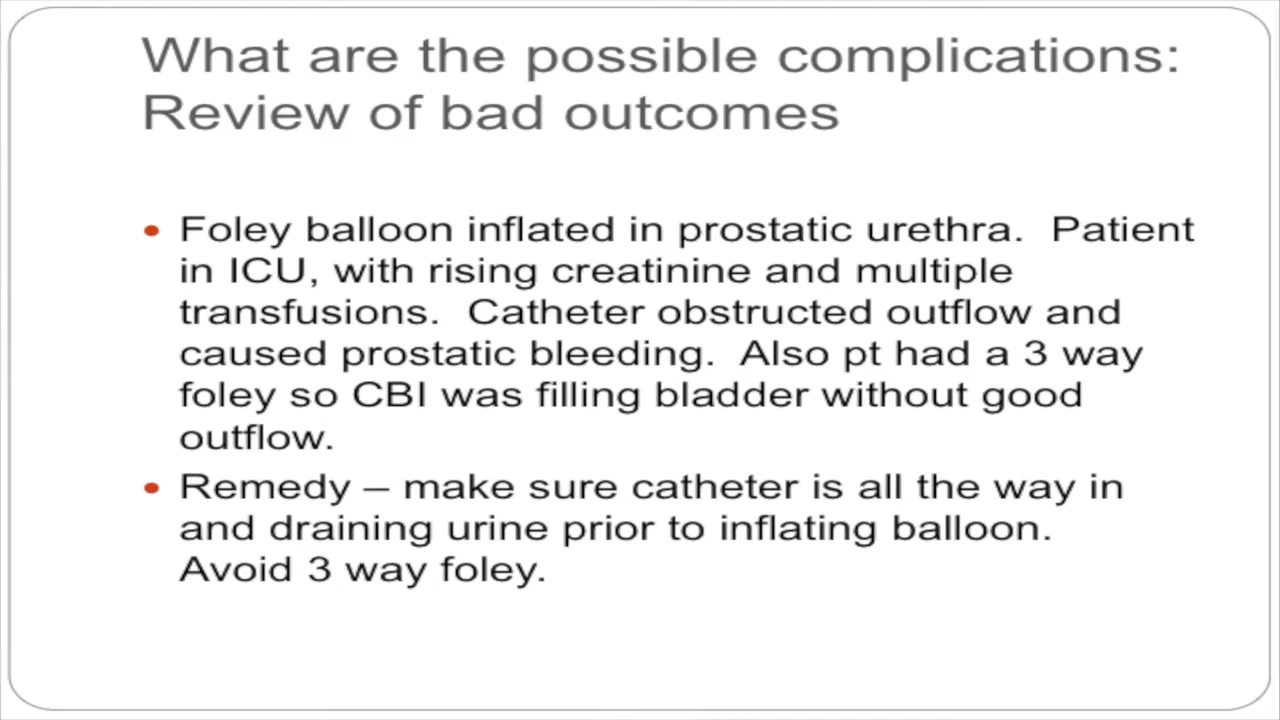 What are the possible complications:
Review of bad outcomes
• Foley balloon inflated in prostatic urethra.  Patient
in ICU, with rising creatinine and multiple
transfusions.  Catheter obstructed outflow and
caused prostatic bleeding.  Also pt had a 3 way
foley so CBI was filling bladder without good
outflow.
• Remedy – make sure catheter is all the way in
and draining urine prior to inflating balloon.
Avoid 3 way foley.